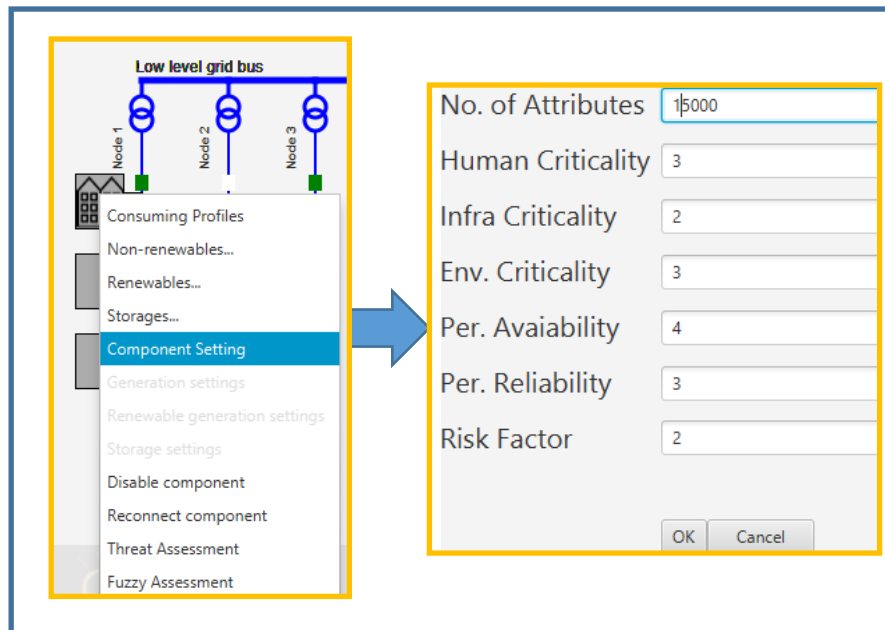 Low level grid bus
Node 1
Node 2
Node 3
Consuming Profiles
Non-renewables...
Renewables...
Storages...
Component Setting
Generation settings
Renewable generation settings
Storage settings
Disable component
Reconnect component
Threat Assessment
Fuzzy Assessment
No. of Attributes 15000
Human Criticality 3
Infra Criticality 2
Env. Criticality 3
Per. Avaiability 4
Per. Reliability 3
Risk Factor 2
OK Cancel